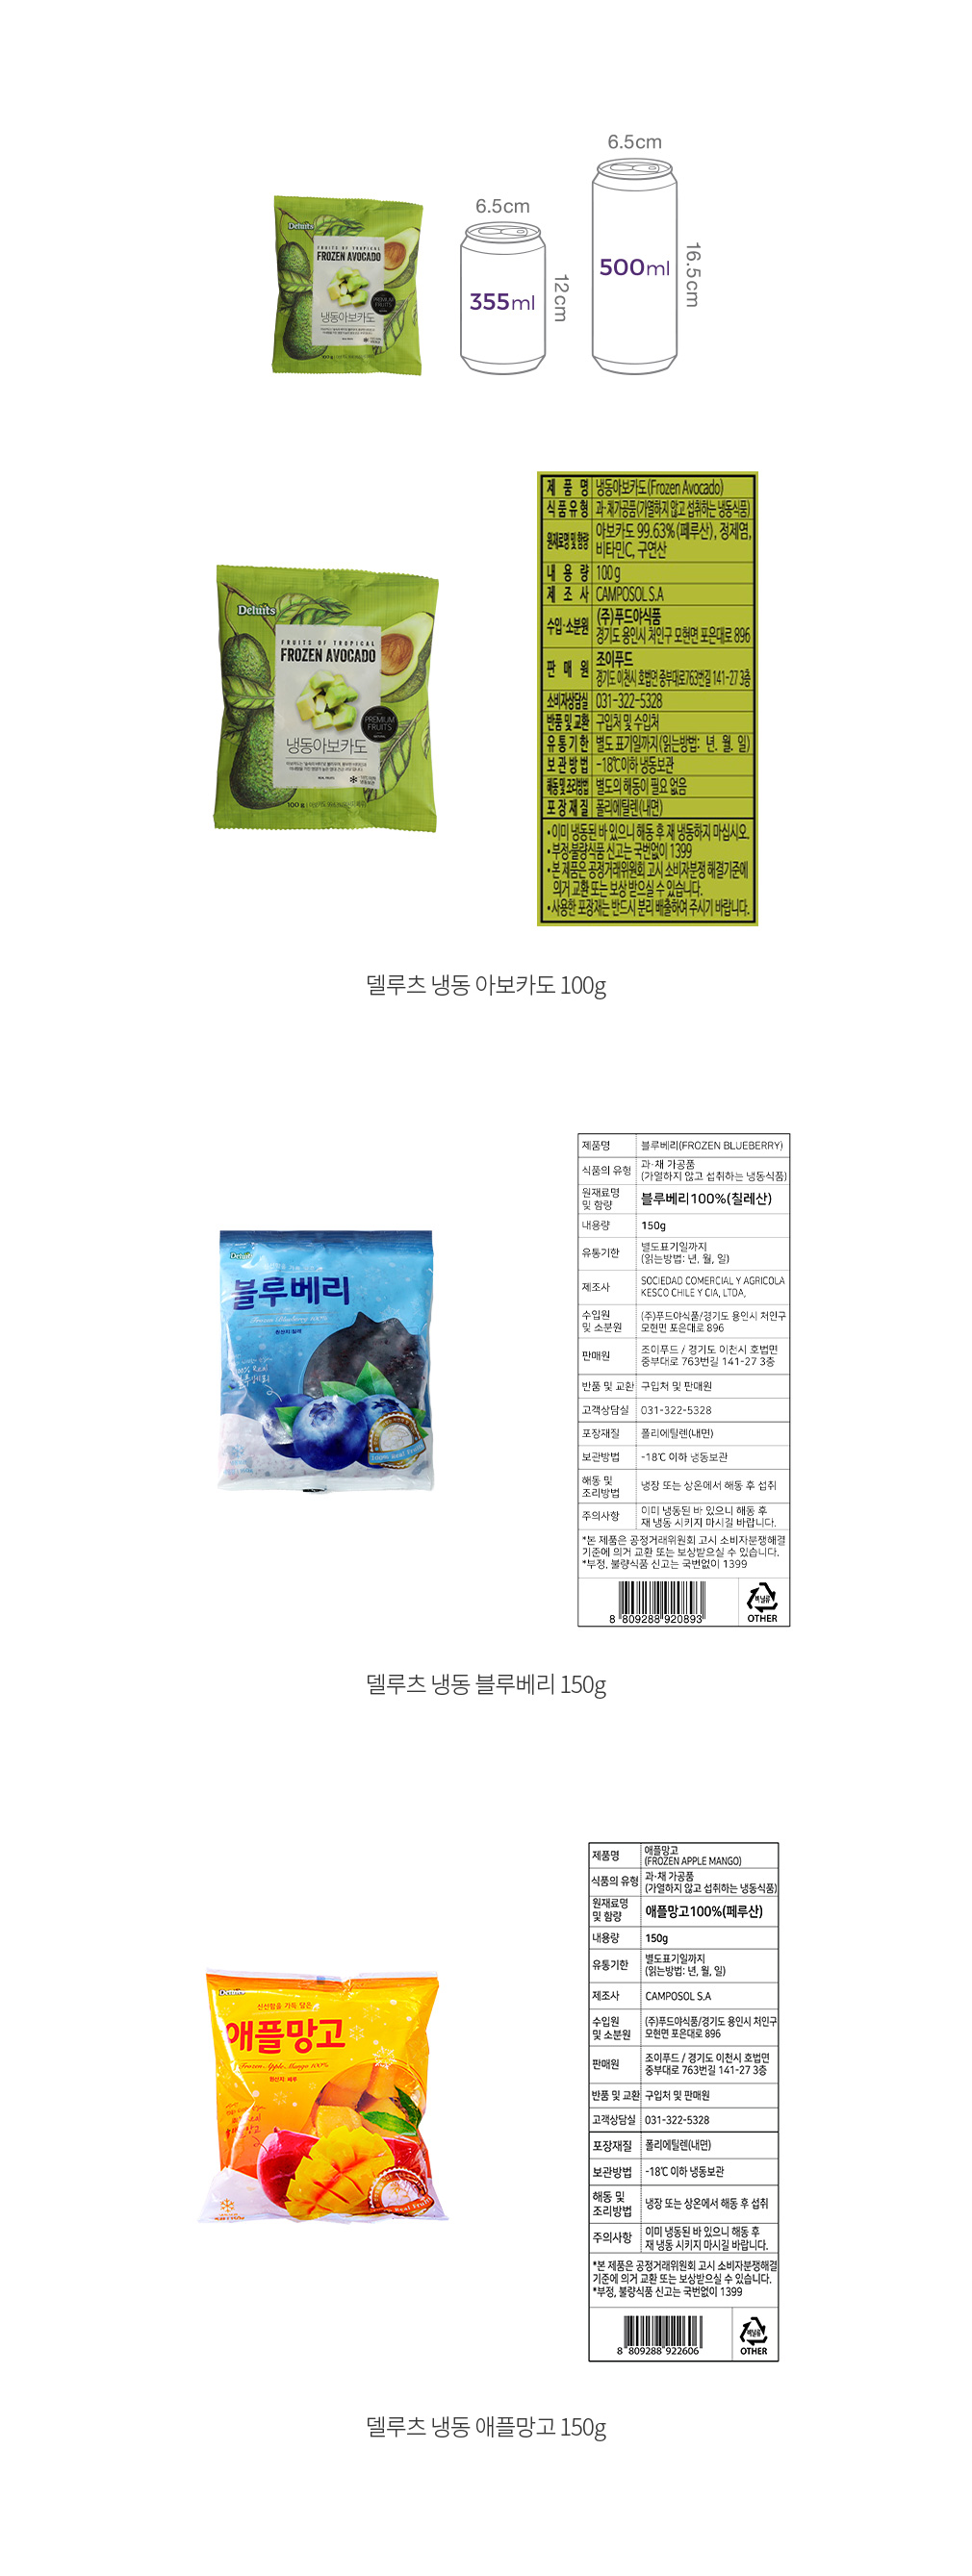 6.5cm
6.5cm
500ml
16.5cm
355ml
12cm
Deluits
FRUITS OF TROPICAL
FROZEN AVOCADO
PREMIUM
FRUITS
냉동아보카도
Deluits
FRUITS OF TROPICAL
FROZEN AVOCADO
PREMIUM
FRUITS
NATURAL
냉동아보카도
REAL FRUITS
100 g
제 품 명 냉동아보카도(Frozen Avocado)
식품유형 과·채가공품(가열하지 않고 섭취하는 냉동식품)
원재료명 및 함량 아보카도 99.63%(페루산), 정제염,
비타민C, 구연산
내 용 량 100g
제 조 사 CAMPOSOL S.A
수입·소분원 (주)푸드야식품
경기도 용인시 처인구 모현면 포은대로 896
판 매 원 조이푸드
경기도 이천시 호법면 중부대로763번길 141-27 3층
소비자상담실 031-322-5328
반품 및 교환 구입처 및 수입처
유통기한 별도 표기일까지(읽는방법: 년. 월. 일)
보관방법 -18℃이하 냉동보관
해동 및 조리방법 별도의 해동이 필요 없음
포장재질 폴리에틸렌(내면)
•이미 냉동된 바 있으니 해동 후 재 냉동하지 마십시오.
•부정·불량식품 신고는 국번없이 1399
•본 제품은 공정거래위원회 고시 소비자분쟁 해결기준에
의거 교환 또는 보상 받으실 수 있습니다.
•사용한 포장재는 반드시 분리 배출하여 주시기 바랍니다.
델루츠 냉동 아보카도 100g
블루베리
Frozen Blueberry 100%
원산지:칠레
제품명 블루베리(FROZEN BLUEBERRY)
식품의 유형 과·채 가공품
(가열하지 않고 섭취하는 냉동식품)
원재료명
및 함량 블루베리100%(칠레산)
내용량 150g
유통기한 별도표기일까지
(읽는방법: 년, 월, 일)
제조사 SOCIEDAD COMERCIAL Y AGRICOLA
KESCO CHILE Y CIA, LTDA,
수입원
및 소분원 (주)푸드야식품/경기도 용인시 처인구
모현면 포은대로 896
판매원 조이푸드 / 경기도 이천시 호법면
중부대로 763번길 141-27 3층
반품 및 교환 구입처 및 판매원
고객상담실 031-322-5328
포장재질 폴리에틸렌(내면)
보관방법 -18℃ 이하 냉동보관
해동 및
조리방법 냉장 또는 상온에서 해동 후 섭취
주의사항 이미 냉동된 바 있으니 해동 후
재 냉동 시키지 마시길 바랍니다.
*본 제품은 공정거래위원회 고시 소비자분쟁해결
기준에 의거 교환 또는 보상받으실 수 있습니다.
*부정, 불량식품 신고는 국번없이 1399
8 809288 920893
비닐류
OTHER
델루츠 냉동 블루베리 150g
Deluits
신선함을 가득 담은
애플망고
Frozen Apple Mango 100%
원산지: 페루
제품명 애플망고
(FROZEN APPLE MANGO)
식품의 유형 과·채 가공품
(가열하지 않고 섭취하는 냉동식품)
원재료명
및 함량 애플망고100%(페루산)
내용량 150g
유통기한 별도표기일까지
(읽는방법: 년, 월, 일)
제조사 CAMPOSOL S.A
수입원
및 소분원 (주)푸드야식품/경기도 용인시 처인구
모현면 포은대로 896
판매원 조이푸드 / 경기도 이천시 호법면
중부대로 763번길 141-27 3층
반품 및 교환 구입처 및 판매원
고객상담실 031-322-5328
포장재질 폴리에틸렌(내면)
보관방법 -18℃ 이하 냉동보관
해동 및
조리방법 냉장 또는 상온에서 해동 후 섭취
주의사항 이미 냉동된 바 있으니 해동 후
재 냉동 시키지 마시길 바랍니다.
*본 제품은 공정거래위원회 고시 소비자분쟁해결
기준에 의거 교환 또는 보상받으실 수 있습니다.
*부정, 불량식품 신고는 국번없이 1399
8 809288 922606
비닐류
OTHER
델루츠 냉동 애플망고 150g